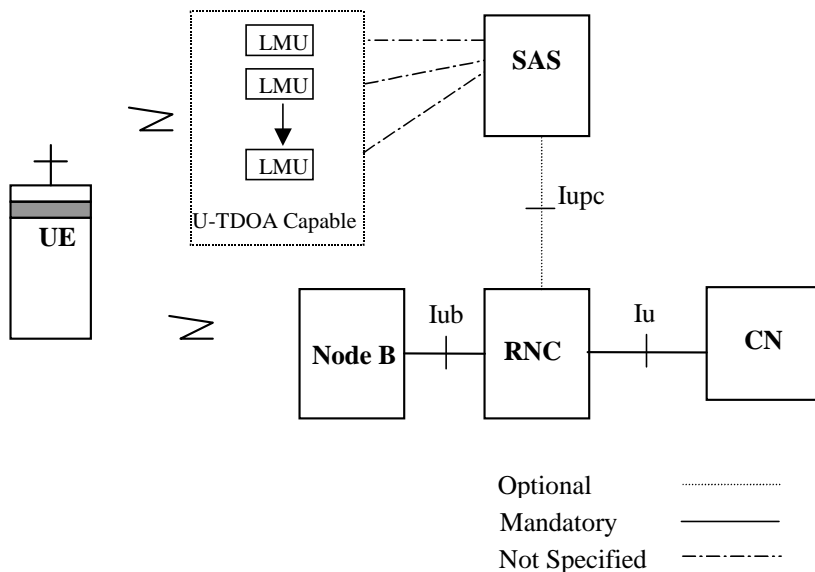 LMU
LMU
LMU
U-TDOA Capable
SAS
Iupc
UE
Node B
Iub
RNC
Iu
CN
Optional
Mandatory
Not Specified